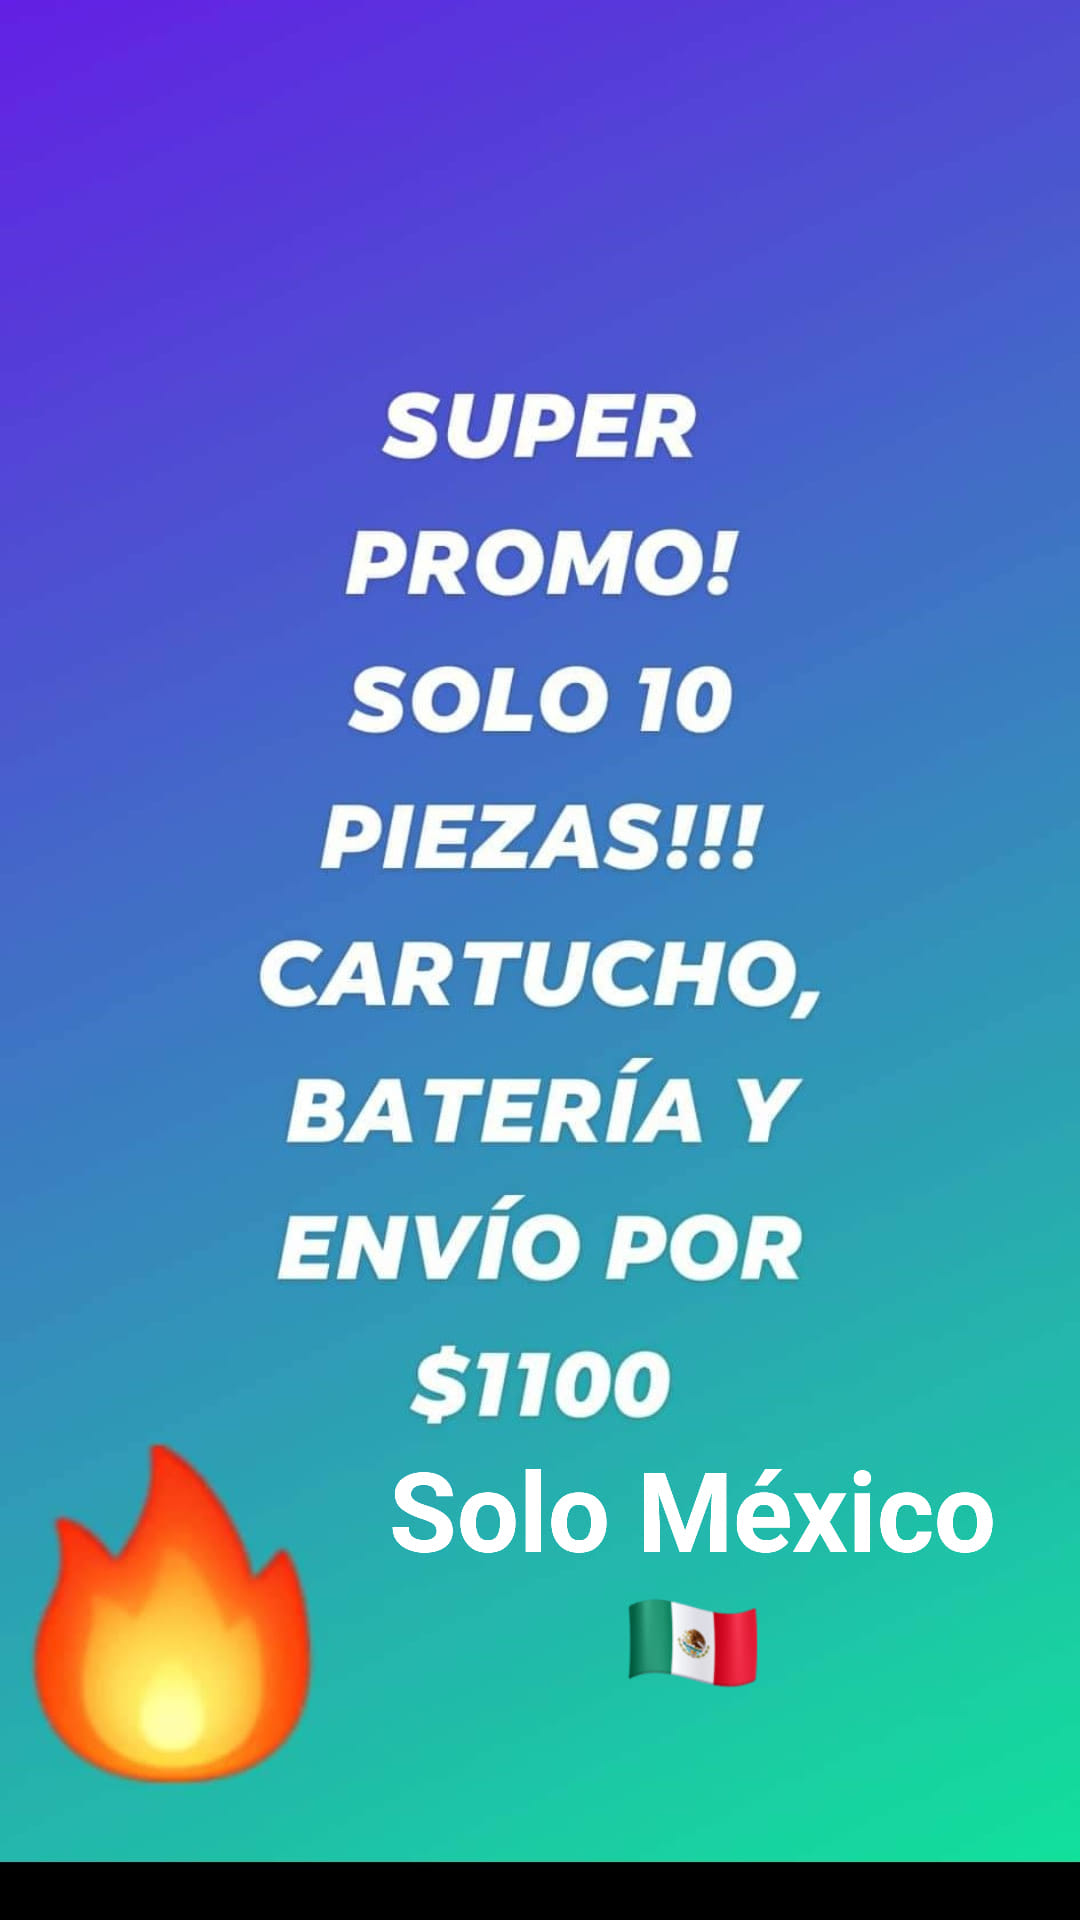 SUPER
PROMO!
SOLO 10
PIEZAS!!!
CARTUCHO,
BATERÍA Y
ENVÍO POR
$1100
Solo México